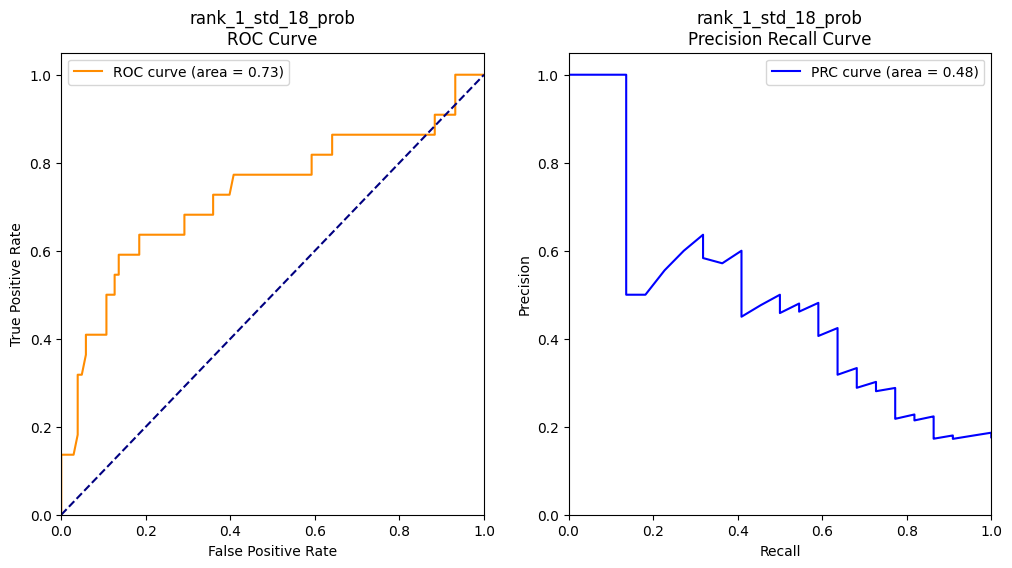 rank_1_std_18_prob
ROC Curve
ROC curve (area = 0.73)
1.0
0.8
0.6
0.4
0.2
0.0
True Positive Rate
0.0 0.2 0.4 0.6 0.8 1.0
False Positive Rate
rank_1_std_18_prob
Precision Recall Curve
PRC curve (area = 0.48)
1.0
0.8
0.6
0.4
0.2
0.0
Precision
0.0 0.2 0.4 0.6 0.8 1.0
Recall